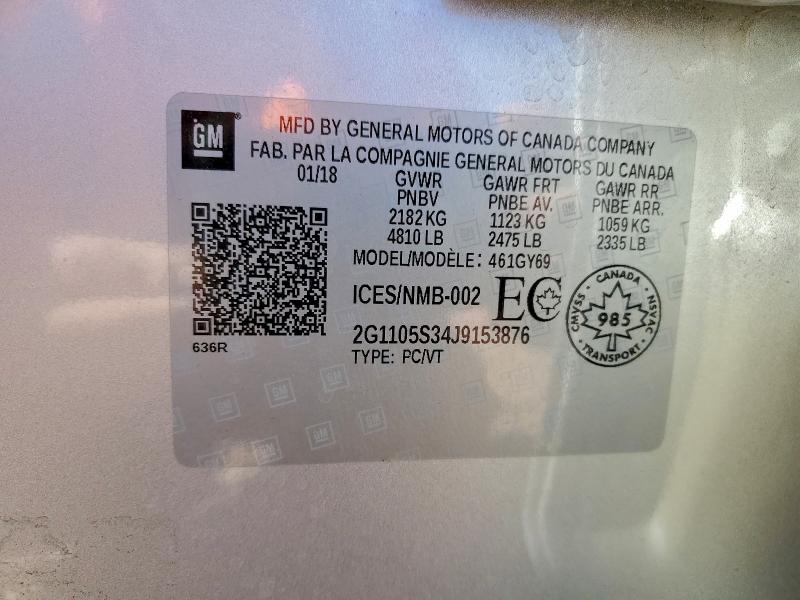 GM
MFD BY GENERAL MOTORS OF CANADA COMPANY
FAB. PAR LA COMPAGNIE GENERAL MOTORS DU CANADA
01/18 GVWR GAWR FRT GAWR RR
PNBV PNBE AV. PNBE ARR.
2182 KG 1123 KG 1059 KG
4810 LB 2475 LB 2335 LB
MODEL/MODÈLE: 461GY69
ICES/NMB-002 EC
CANADA
CMVSS 985 NSVAC
TRANSPORT
2G1105S34J9153876
636R
TYPE: PC/VT